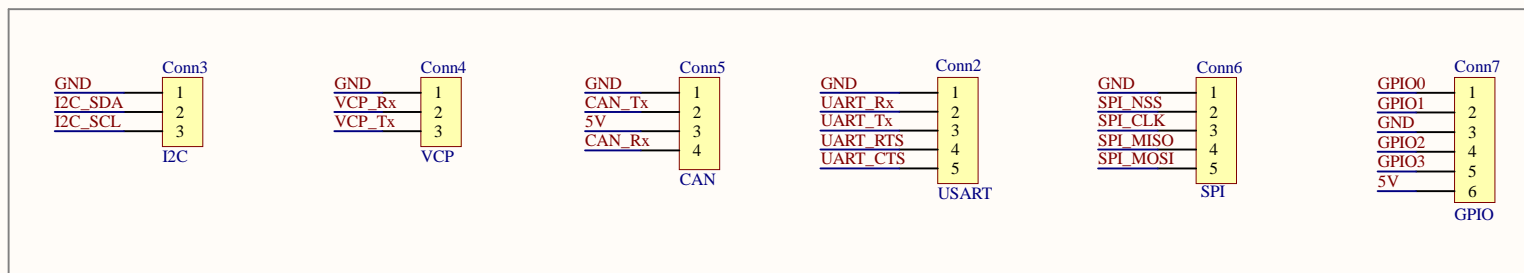 Conn3
GND 1
I2C_SDA 2
I2C_SCL 3
I2C
Conn4
GND 1
VCP_Rx 2
VCP_Tx 3
VCP
Conn5
GND 1
CAN_Tx 2
5V 3
CAN_Rx 4
CAN
Conn2
GND 1
UART_Rx 2
UART_Tx 3
UART_RTS 4
UART_CTS 5
USART
Conn6
GND 1
SPI_NSS 2
SPI_CLK 3
SPI_MISO 4
SPI_MOSI 5
SPI
Conn7
GPIO0 1
GPIO1 2
GND 3
GPIO2 4
GPIO3 5
5V 6
GPIO